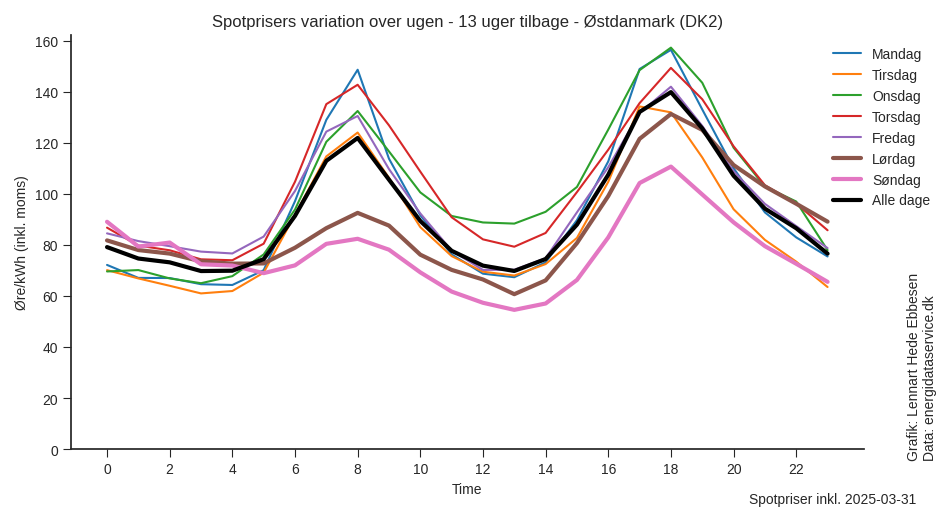 Spotprisers variation over ugen - 13 uger tilbage - Østdanmark (DK2)
Øre/kWh (inkl. moms)
160
140
120
100
80
60
40
20
0
0 2 4 6 8 10 12 14 16 18 20 22
Time
Mandag
Tirsdag
Onsdag
Torsdag
Fredag
Lørdag
Søndag
Alle dage
Grafik: Lennart Hede Ebbesen
Data: energidataservice.dk
Spotpriser inkl. 2025-03-31